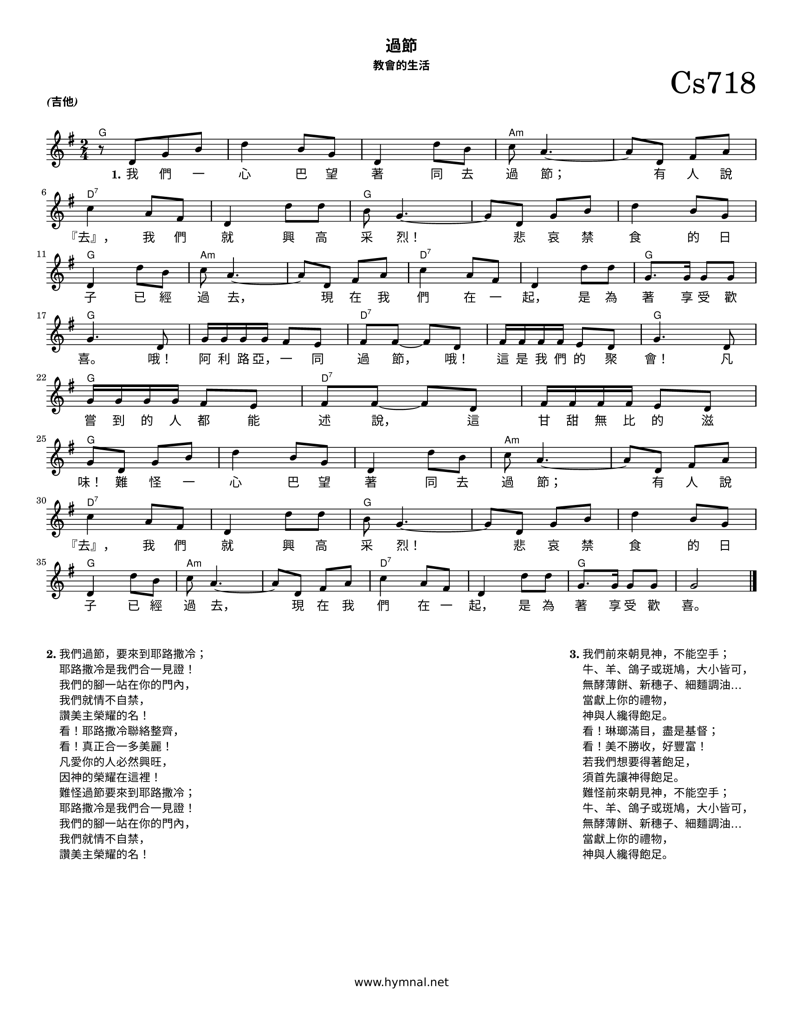 過節
教會的生活
Cs718
(吉他)
G Am
1. 我 們 一 心 巴 望 著 同 去 過 節； 有 人 說
6 D7 G
『去』， 我 們 就 興 高 采 烈！ 悲 哀 禁 食 的 日
11 G Am D7 G
子 已 經 過 去， 現 在 我 們 在 一 起， 是 為 著 享 受 歡
17 G G D7 G
喜。 哦！ 阿 利 路 亞， 一 同 過 節， 哦！ 這 是 我 們 的 聚 會！ 凡
22 G D7
嘗 到 的 人 都 能 述 說， 這 甘 甜 無 比 的 滋
25 G Am
味！ 難 怪 一 心 巴 望 著 同 去 過 節； 有 人 說
30 D7 G
『去』， 我 們 就 興 高 采 烈！ 悲 哀 禁 食 的 日
35 G Am D7 G
子 已 經 過 去， 現 在 我 們 在 一 起， 是 為 著 享 受 歡 喜。
2. 我們過節，要來到耶路撒冷；
耶路撒冷是我們合一見證！
我們的腳一站在你的門內，
我們就情不自禁，
讚美主榮耀的名！
看！耶路撒冷聯絡整齊，
看！真正合一多美麗！
凡愛你的人必然興旺，
因神的榮耀在這裡！
難怪過節要來到耶路撒冷；
耶路撒冷是我們合一見證！
我們的腳一站在你的門內，
我們就情不自禁，
讚美主榮耀的名！
3. 我們前來朝見神，不能空手；
牛、羊、鴿子或斑鳩，大小皆可，
無酵薄餅、新穗子、細麵調油…
當獻上你的禮物，
神與人纔得飽足。
看！琳瑯滿目，盡是基督；
看！美不勝收，好豐富！
若我們想要得著飽足，
須首先讓神得飽足。
難怪前來朝見神，不能空手；
牛、羊、鴿子或斑鳩，大小皆可，
無酵薄餅、新穗子、細麵調油…
當獻上你的禮物，
神與人纔得飽足。
www.hymnal.net